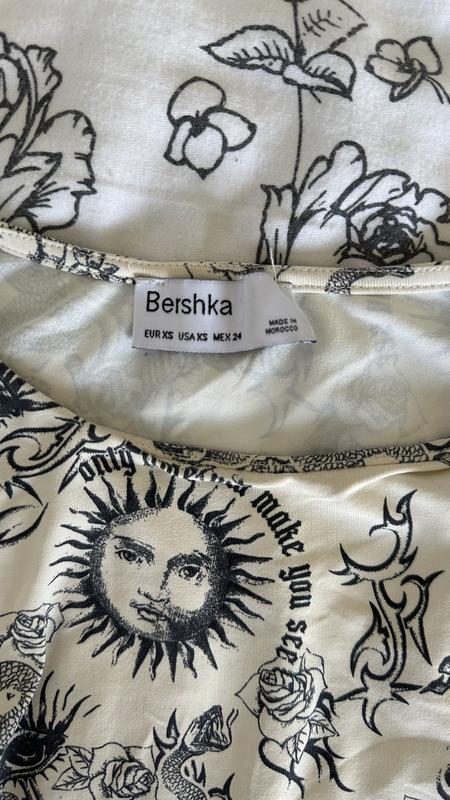 Bershka
EUR XS USA XS MEX 24
MADE IN
MOROCCO
only
make you see